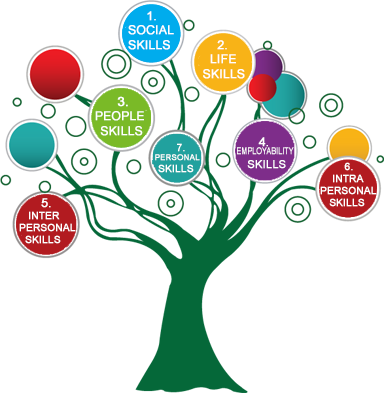 1.
SOCIAL
SKILLS
2.
LIFE
SKILLS
3.
PEOPLE
SKILLS
4.
EMPLOYABILITY
SKILLS
5.
INTER
PERSONAL
SKILLS
6.
INTRA
PERSONAL
SKILLS
7.
PERSONAL
SKILLS